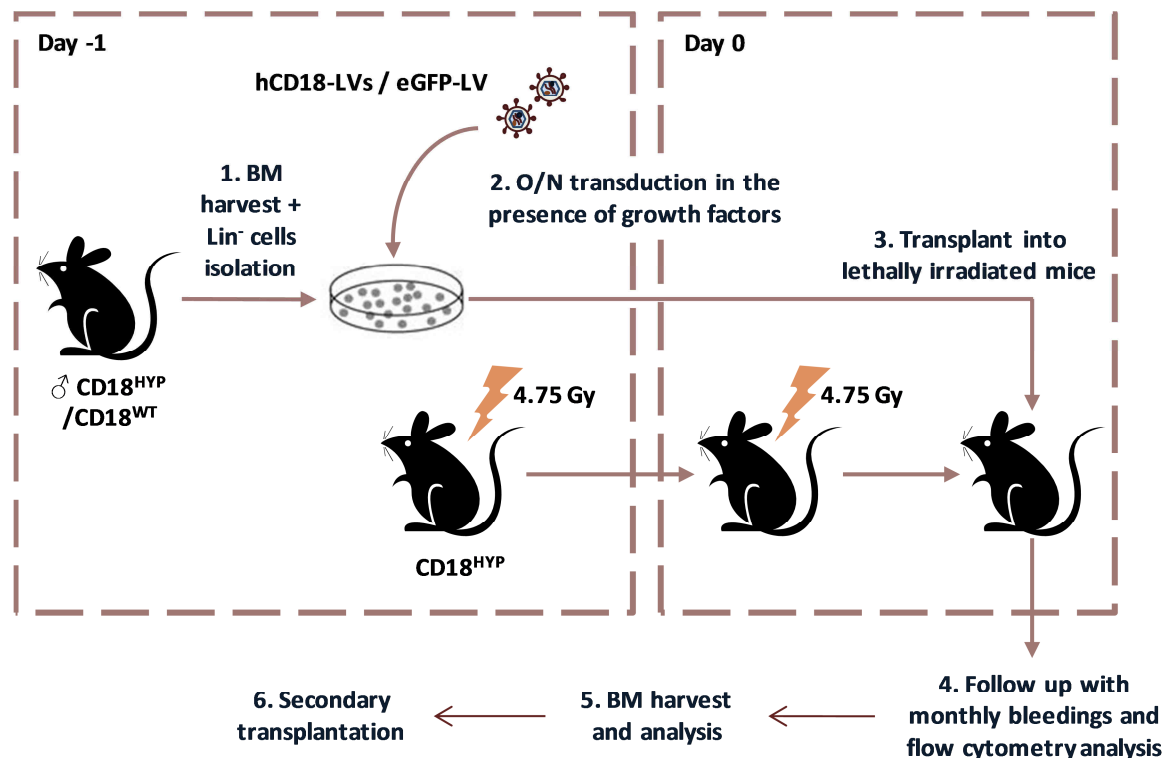 Day -1
Day 0
hCD18-LVs / eGFP-LV
1. BM
harvest +
Lin⁻ cells
isolation
2. O/N transduction in the
presence of growth factors
3. Transplant into
lethally irradiated mice
♂ CD18ᴴʸᴾ
/CD18ᵂᵀ
4.75 Gy
4.75 Gy
CD18ᴴʸᴾ
4. Follow up with
monthly bleedings and
flow cytometry analysis
5. BM harvest
and analysis
6. Secondary
transplantation